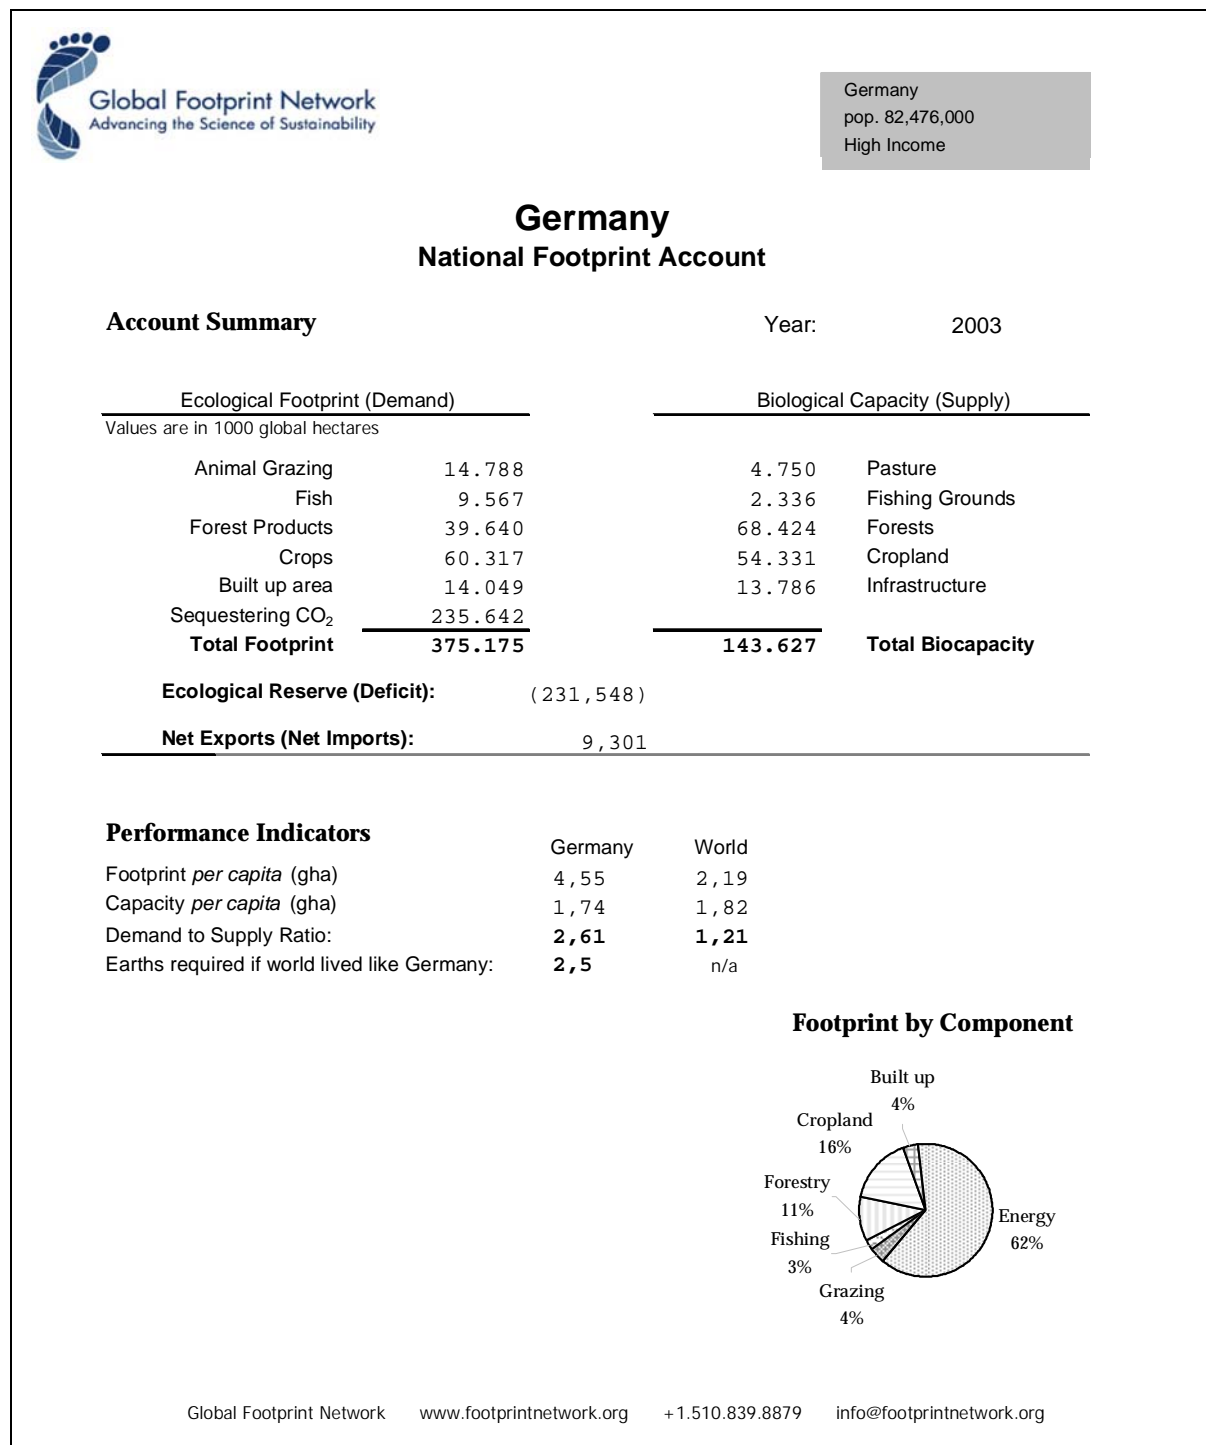 Global Footprint Network
Advancing the Science of Sustainability
Germany
pop. 82,476,000
High Income
Germany
National Footprint Account
Account Summary Year: 2003
Ecological Footprint (Demand) Biological Capacity (Supply)
Values are in 1000 global hectares
Animal Grazing 14.788 4.750 Pasture
Fish 9.567 2.336 Fishing Grounds
Forest Products 39.640 68.424 Forests
Crops 60.317 54.331 Cropland
Built up area 14.049 13.786 Infrastructure
Sequestering CO₂ 235.642
Total Footprint 375.175 143.627 Total Biocapacity
Ecological Reserve (Deficit): (231,548)
Net Exports (Net Imports): 9,301
Performance Indicators
Germany World
Footprint per capita (gha) 4,55 2,19
Capacity per capita (gha) 1,74 1,82
Demand to Supply Ratio: 2,61 1,21
Earths required if world lived like Germany: 2,5 n/a
Footprint by Component
Built up
4%
Cropland
16%
Forestry
11%
Energy
62%
Fishing
3%
Grazing
4%
Global Footprint Network www.footprintnetwork.org +1.510.839.8879 info@footprintnetwork.org